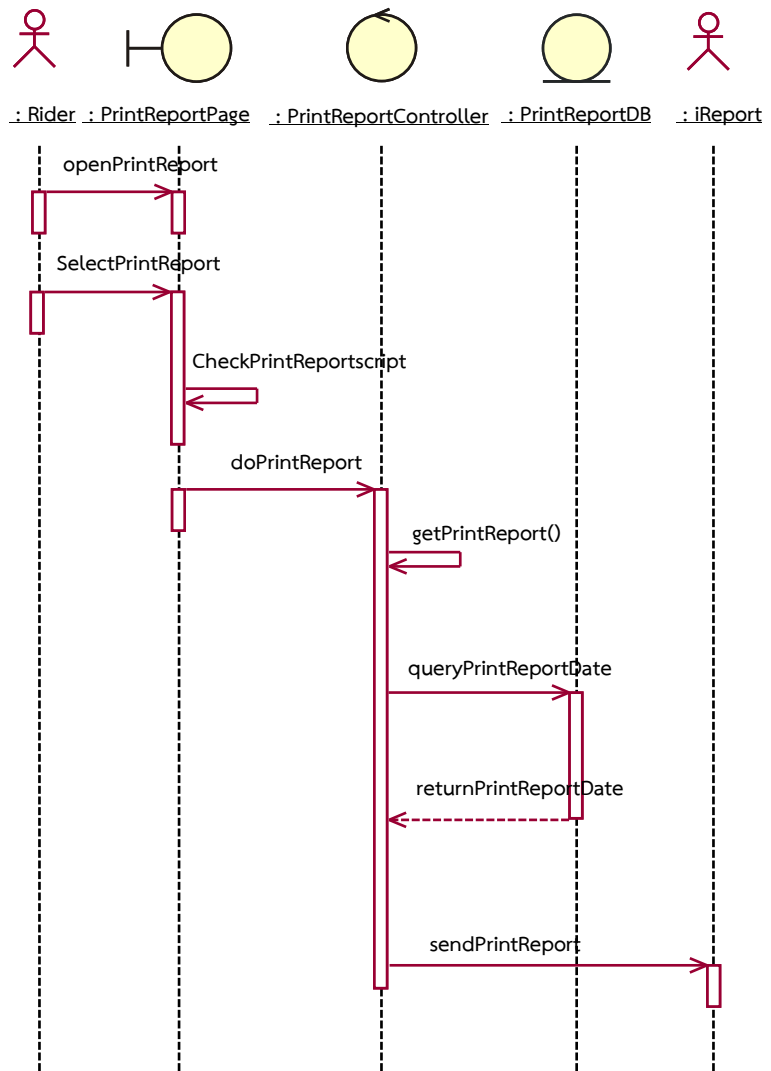 : Rider
: PrintReportPage
: PrintReportController
: PrintReportDB
: iReport
openPrintReport
SelectPrintReport
CheckPrintReportscript
doPrintReport
getPrintReport()
queryPrintReportDate
returnPrintReportDate
sendPrintReport